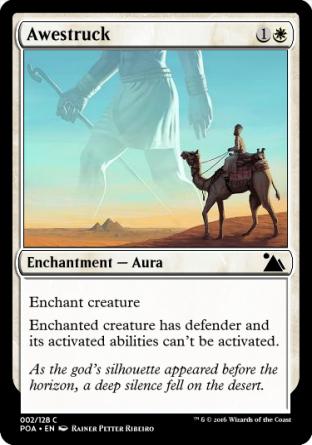 Awestruck 1
Enchantment — Aura
Enchant creature
Enchanted creature has defender and
its activated abilities can't be activated.
As the god's silhouette appeared before the
horizon, a deep silence fell on the desert.
002/128 C
POA • EN Rainer Petter Ribeiro
™ & © 2016 Wizards of the Coast